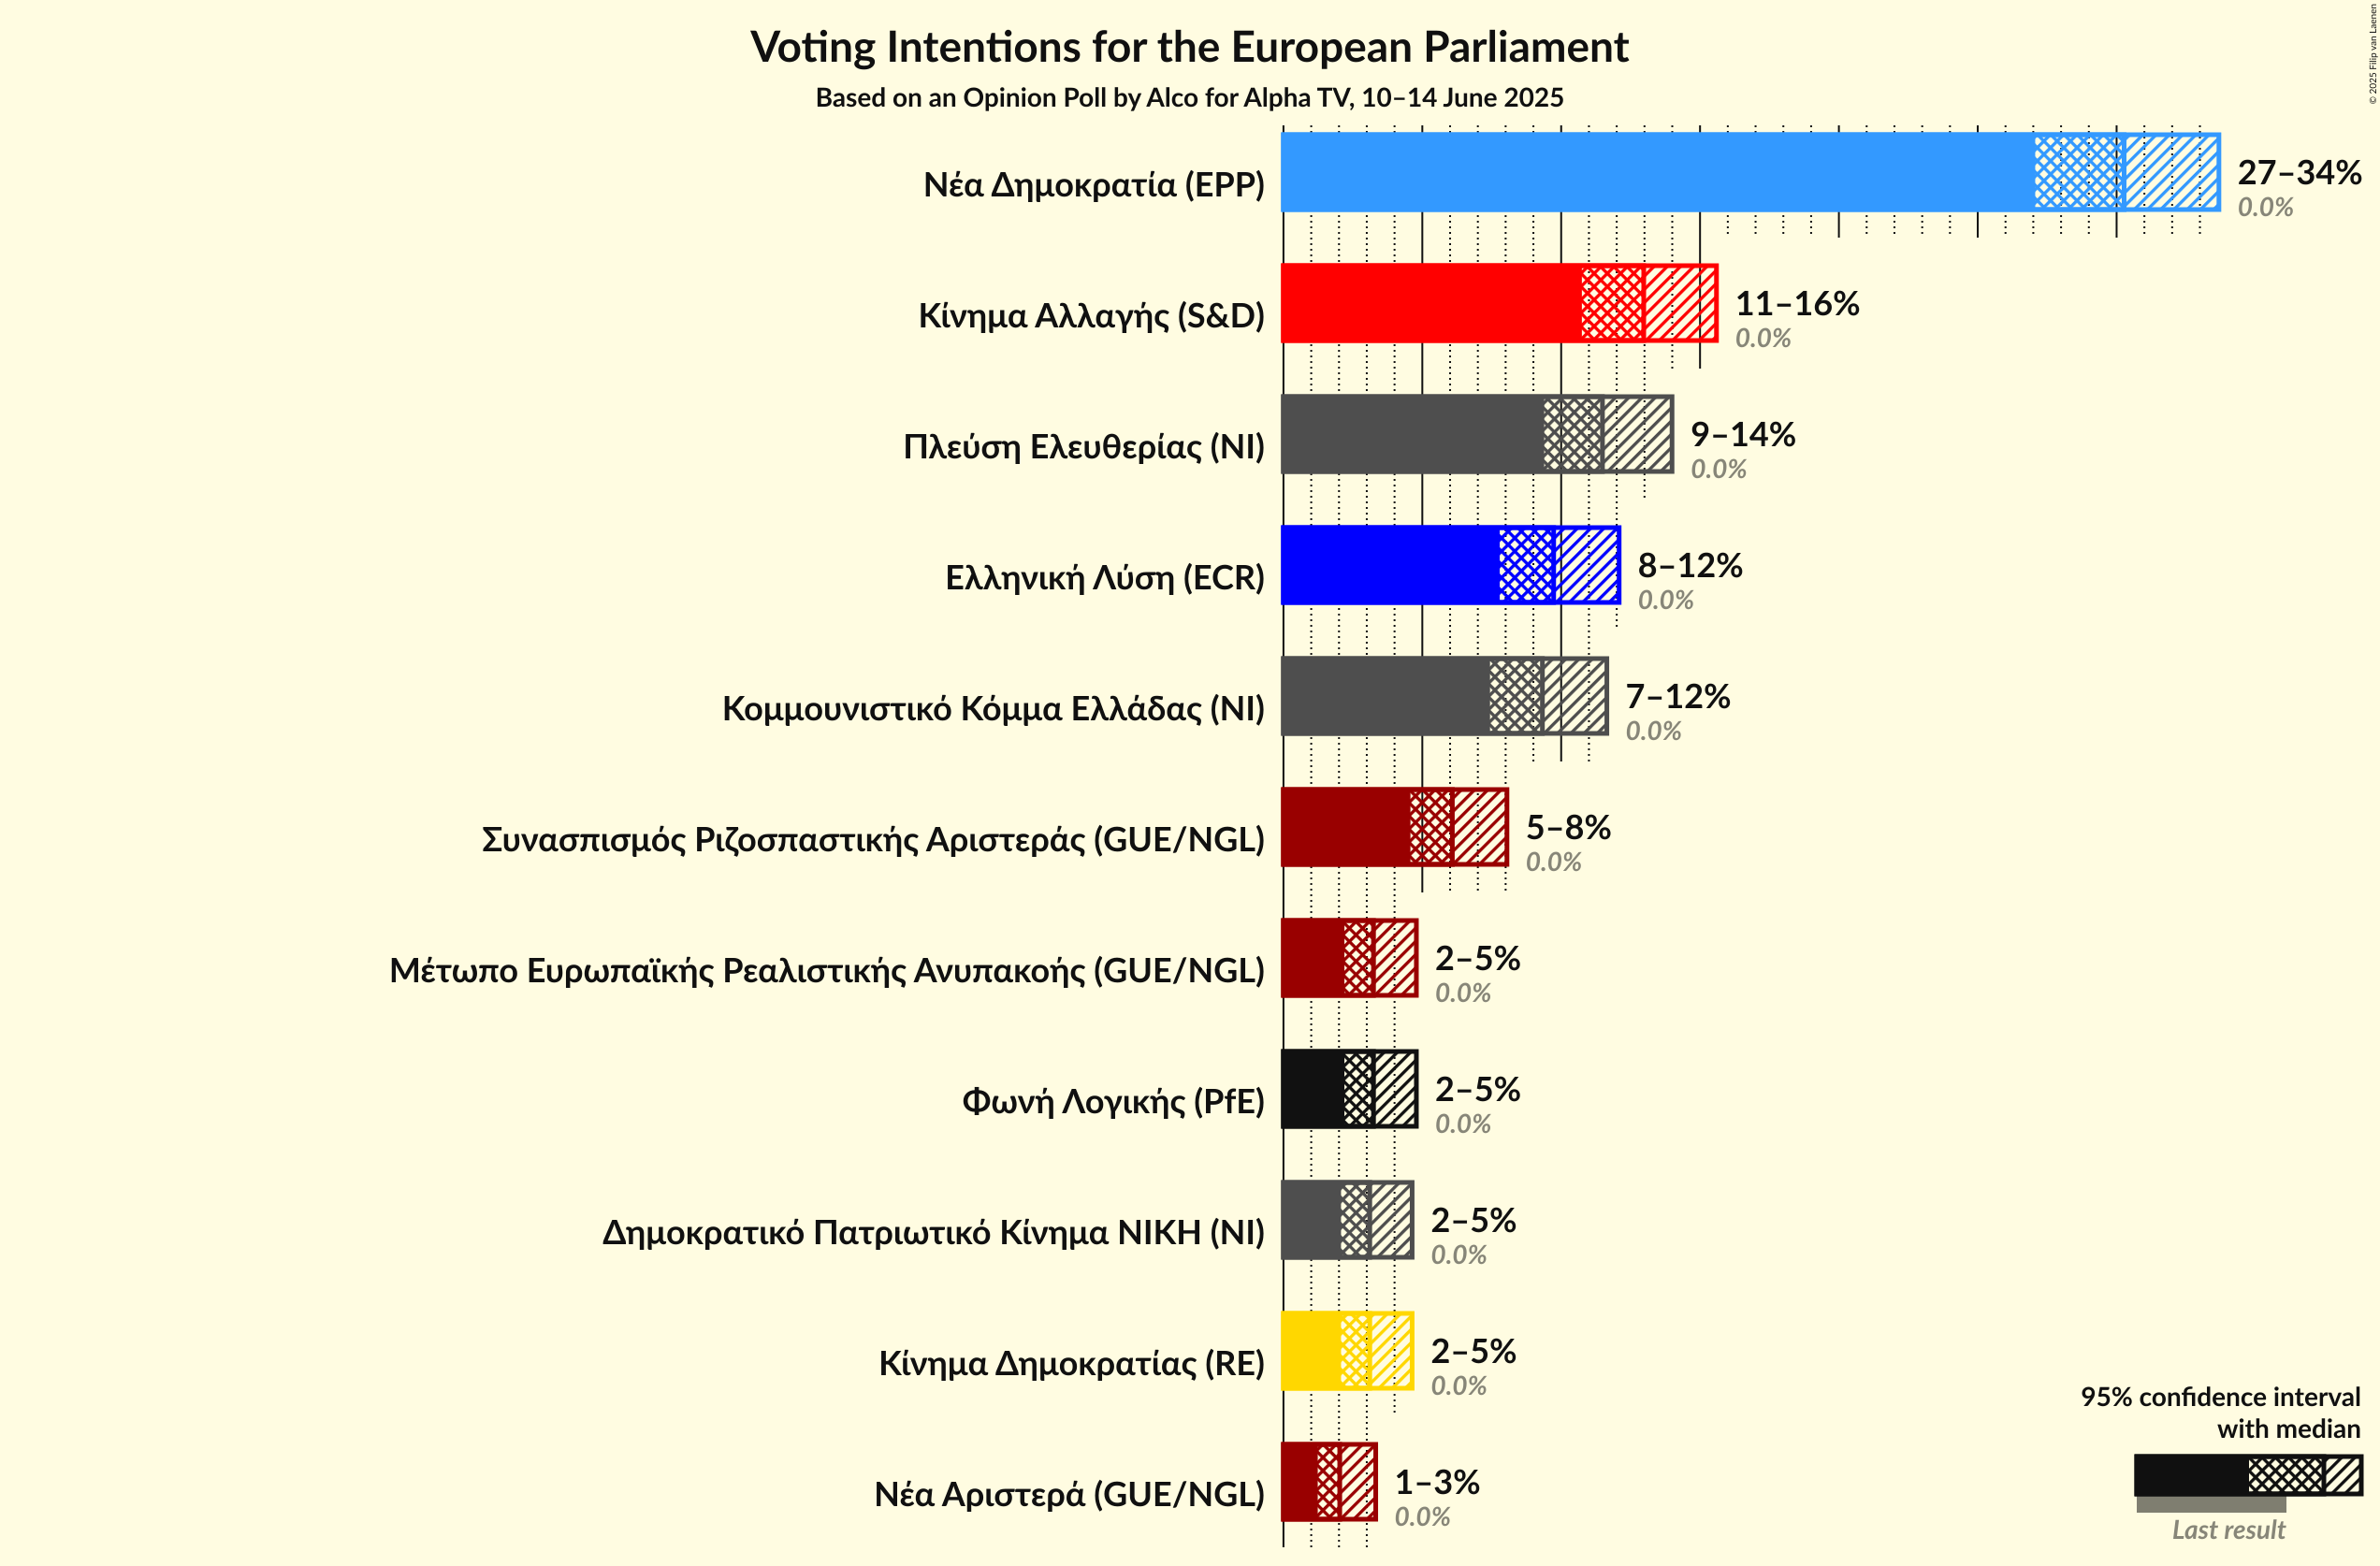 Voting Intentions for the European Parliament
Based on an Opinion Poll by Alco for Alpha TV, 10–14 June 2025
© 2025 Filip van Laenen
Νέα Δημοκρατία (EPP)
27–34%
0.0%
Κίνημα Αλλαγής (S&D)
11–16%
0.0%
Πλεύση Ελευθερίας (NI)
9–14%
0.0%
Ελληνική Λύση (ECR)
8–12%
0.0%
Κομμουνιστικό Κόμμα Ελλάδας (NI)
7–12%
0.0%
Συνασπισμός Ριζοσπαστικής Αριστεράς (GUE/NGL)
5–8%
0.0%
Μέτωπο Ευρωπαϊκής Ρεαλιστικής Ανυπακοής (GUE/NGL)
2–5%
0.0%
Φωνή Λογικής (PfE)
2–5%
0.0%
Δημοκρατικό Πατριωτικό Κίνημα ΝΙΚΗ (NI)
2–5%
0.0%
Κίνημα Δημοκρατίας (RE)
2–5%
0.0%
Νέα Αριστερά (GUE/NGL)
1–3%
0.0%
95% confidence interval
with median
Last result